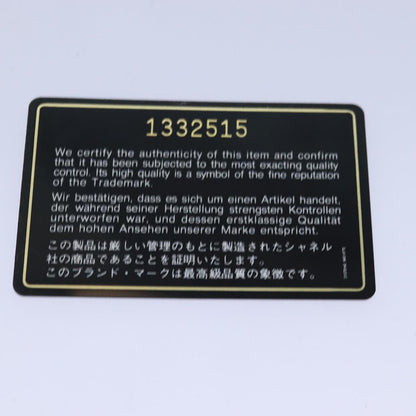 1332515
We certify the authenticity of this item and confirm
that it has been subjected to the most exacting quality
control. Its high quality is a symbol of the fine reputation
of the Trademark.
Wir bestätigen, dass es sich um einen Artikel handelt,
der während seiner Herstellung strengsten Kontrollen
unterworfen war, und dessen erstklassige Qualität
dem hohen Ansehen unserer Marke entspricht.
この製品は厳しい管理のもとに製造されたシャネル
社の商品であることを証明いたします。
このブランド・マークは最高級品質の象徴です。